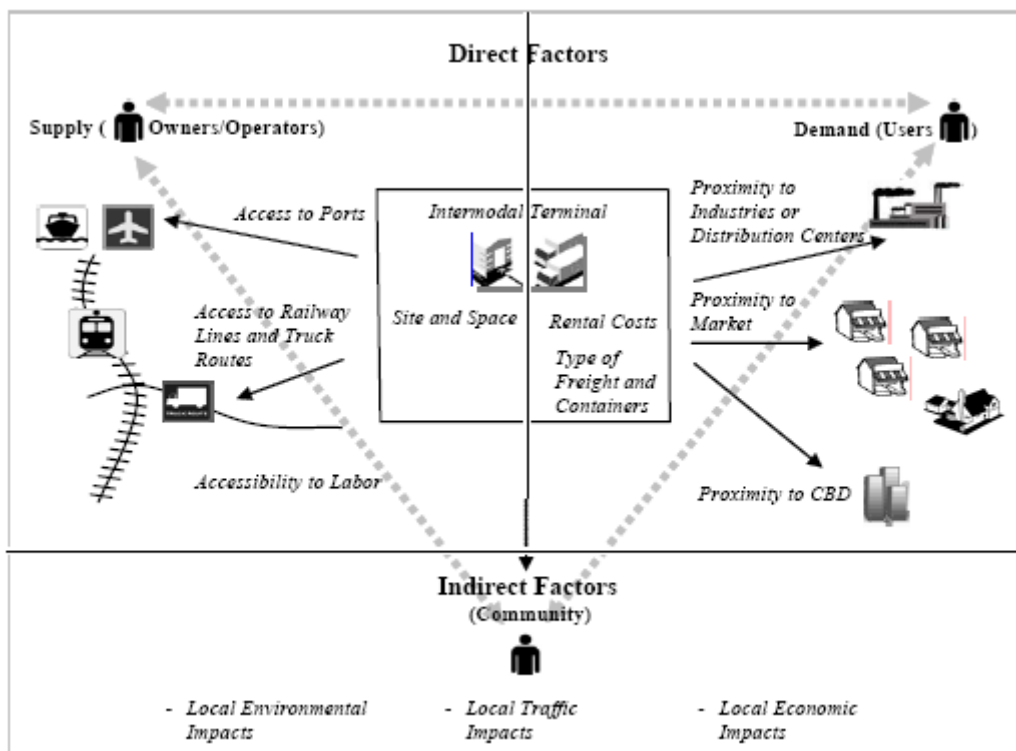 Direct Factors
Supply ( Owners/Operators)
Demand (Users )
Access to Ports
Intermodal Terminal
Proximity to
Industries or
Distribution Centers
Access to Railway
Lines and Truck
Routes
Site and Space
Rental Costs
Type of
Freight and
Containers
Proximity to
Market
Accessibility to Labor
Proximity to CBD
Indirect Factors
(Community)
- Local Environmental
Impacts
- Local Traffic
Impacts
- Local Economic
Impacts